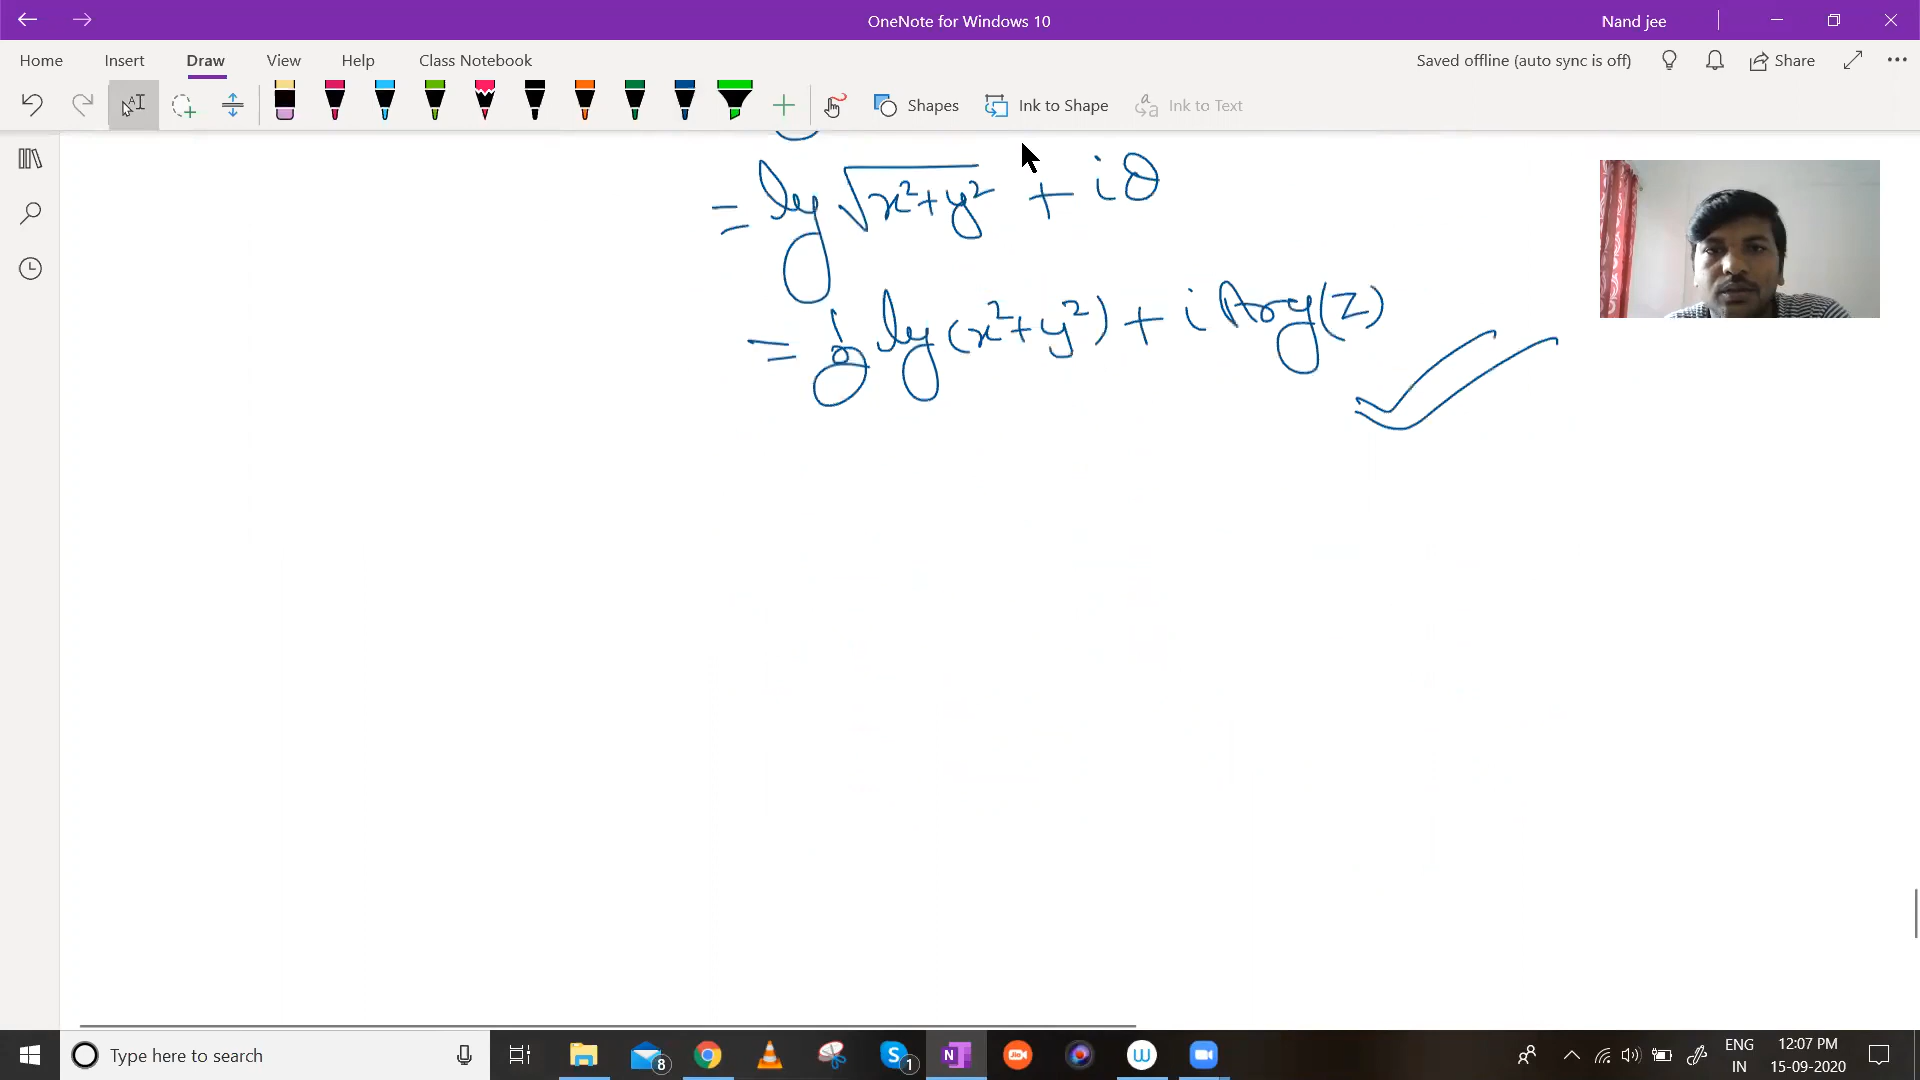 OneNote for Windows 10
Nand jee
Home Insert Draw View Help Class Notebook
Saved offline (auto sync is off) Share
Shapes Ink to Shape Ink to Text
= log √(x²+y²) + iθ
= 1/2 log (x²+y²) + i Arg(z)
Type here to search
8
1
ENG
IN
12:07 PM
15-09-2020